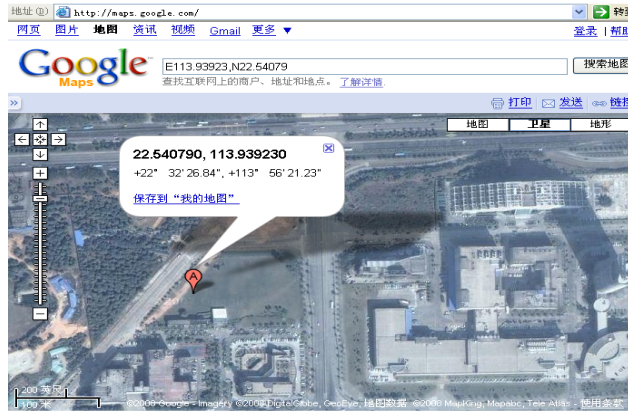 地址(D) http://maps.google.com/ 转到
网页 图片 地图 资讯 视频 Gmail 更多 ▼ 登录 | 帮助
Google Maps
E113.93923,N22.54079 搜索地图
查找互联网上的商户、地址和地点。 了解详情.
» 打印 发送 链接
地图 卫星 地形
22.540790, 113.939230
+22° 32' 26.84", +113° 56' 21.23"
保存到“我的地图”
A
200 英尺
100 米
©2008 Google - Imagery ©2008 DigitalGlobe, GeoEye, 地图数据 ©2008 MapKing, Mapabc, Tele Atlas - 使用条款